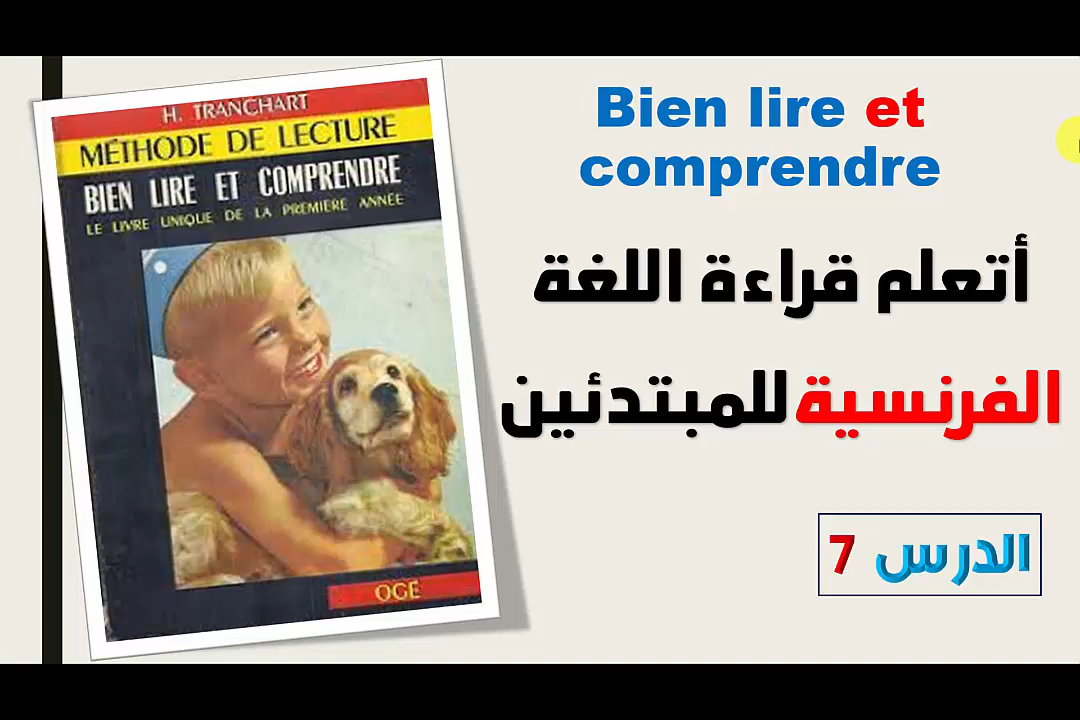 H. TRANCHART
MÉTHODE DE LECTURE
BIEN LIRE ET COMPRENDRE
LE LIVRE UNIQUE DE LA PREMIÈRE ANNÉE
OGE
Bien lire et
comprendre
أتعلم قراءة اللغة
الفرنسية للمبتدئين
الدرس 7